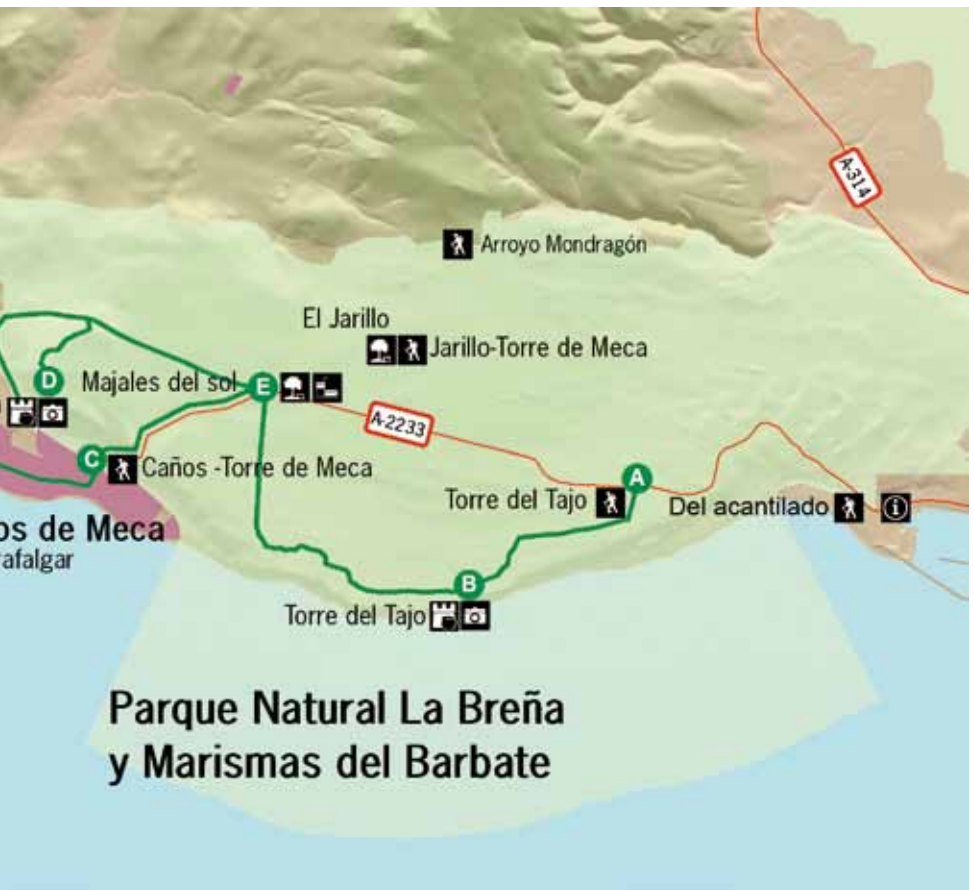 A-314
Arroyo Mondragón
El Jarillo
Jarillo-Torre de Meca
D
Majales del sol
E
A-2233
C
Caños -Torre de Meca
A
Torre del Tajo
Del acantilado
i
os de Meca
afalgar
B
Torre del Tajo
Parque Natural La Breña
y Marismas del Barbate